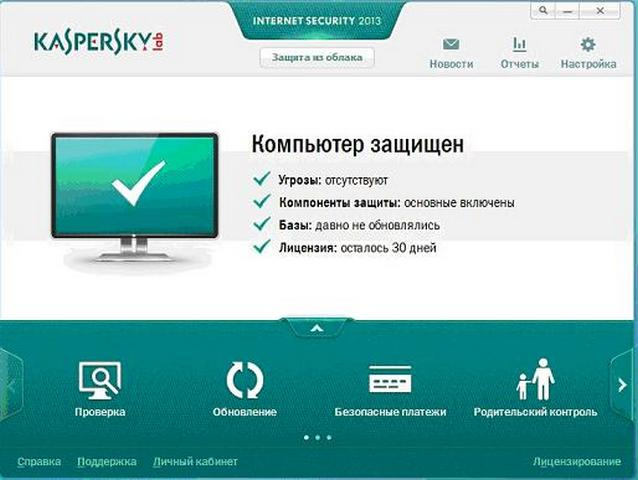 KASPERSKY lab
INTERNET SECURITY 2013
Защита из облака
Новости
Отчеты
Настройка
Компьютер защищен
Угрозы: отсутствуют
Компоненты защиты: основные включены
Базы: давно не обновлялись
Лицензия: осталось 30 дней
Проверка
Обновление
Безопасные платежи
Родительский контроль
Справка
Поддержка
Личный кабинет
Лицензирование